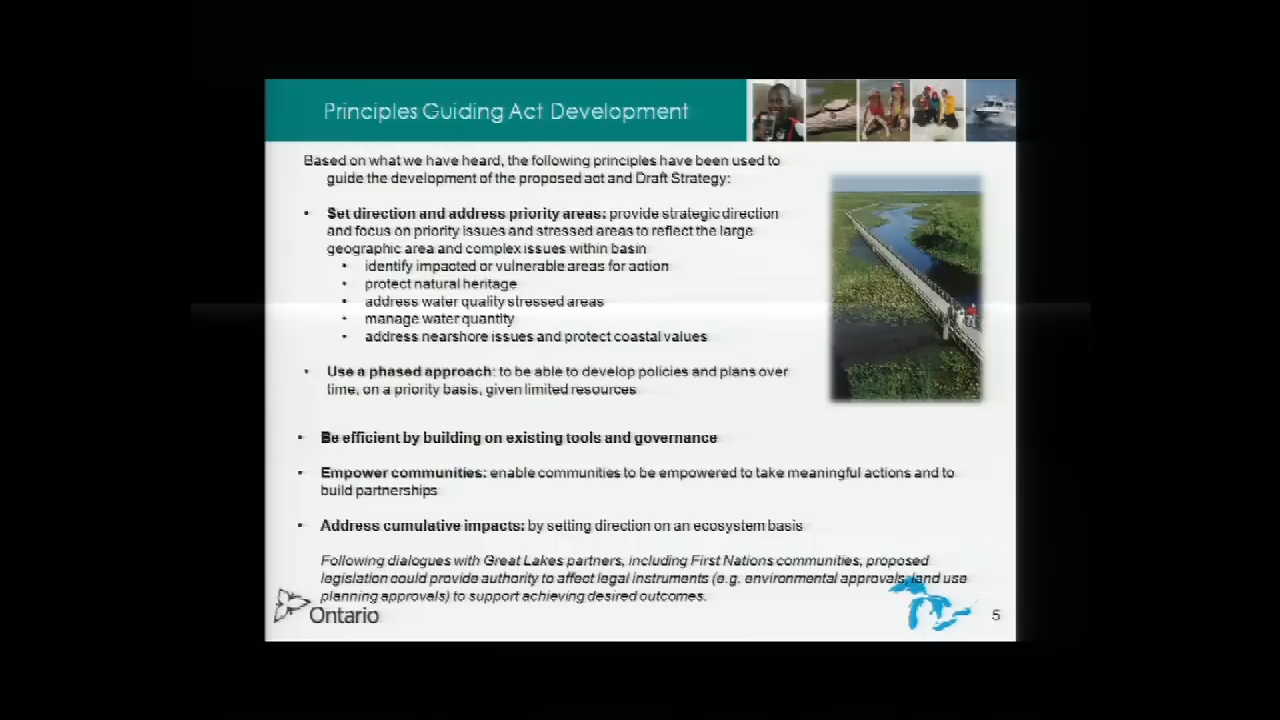 Principles Guiding Act Development
Based on what we have heard, the following principles have been used to
guide the development of the proposed act and Draft Strategy:
• Set direction and address priority areas: provide strategic direction
and focus on priority issues and stressed areas to reflect the large
geographic area and complex issues within basin
• identify impacted or vulnerable areas for action
• protect natural heritage
• address water quality stressed areas
• manage water quantity
• address nearshore issues and protect coastal values
• Use a phased approach: to be able to develop policies and plans over
time, on a priority basis, given limited resources
• Be efficient by building on existing tools and governance
• Empower communities: enable communities to be empowered to take meaningful actions and to
build partnerships
• Address cumulative impacts: by setting direction on an ecosystem basis
Following dialogues with Great Lakes partners, including First Nations communities, proposed
legislation could provide authority to affect legal instruments (e.g. environmental approvals, land use
planning approvals) to support achieving desired outcomes.
Ontario
5